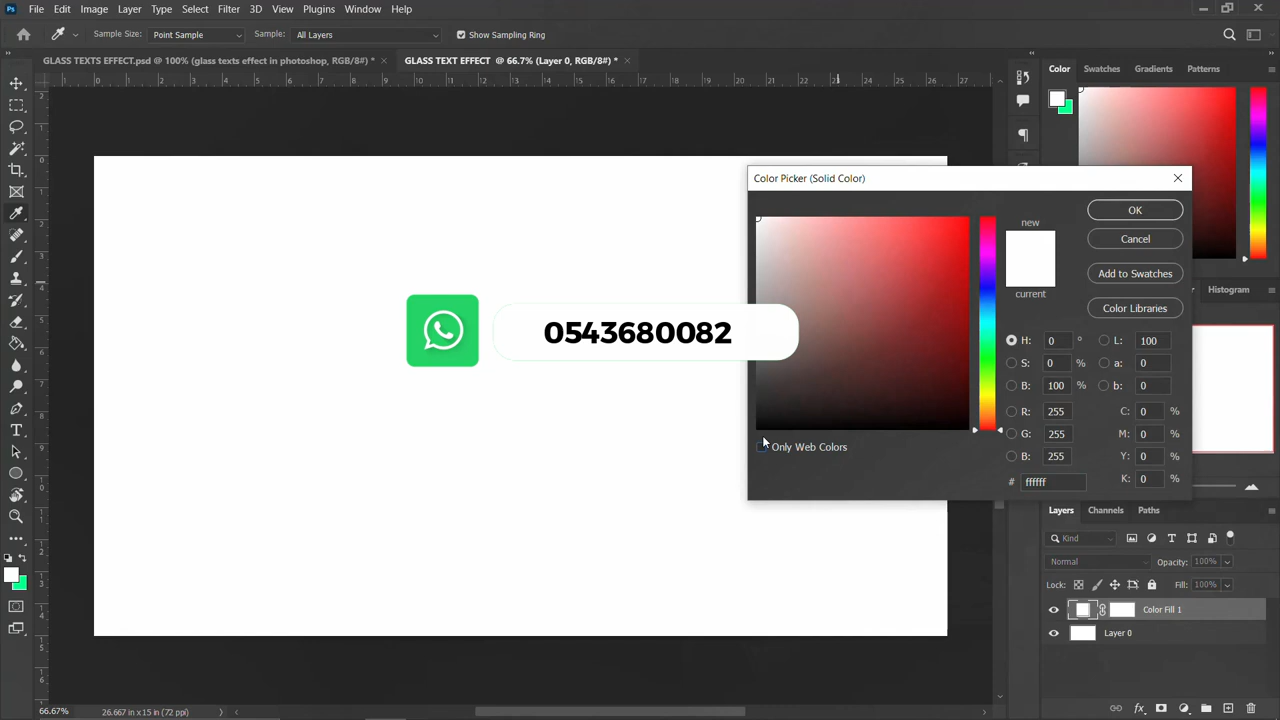 Ps File Edit Image Layer Type Select Filter 3D View Plugins Window Help
Sample Size: Point Sample Sample: All Layers Show Sampling Ring
GLASS TEXTS EFFECT.psd @ 100% (glass texts effect in photoshop, RGB/8#) * GLASS TEXT EFFECT @ 66.7% (Layer 0, RGB/8#) *
Color Swatches Gradients Patterns
Color Picker (Solid Color)
new
OK
Cancel
Add to Swatches
current
Color Libraries
Histogram
0543680082
H: 0 ° L: 100
S: 0 % a: 0
B: 100 % b: 0
R: 255 C: 0 %
G: 255 M: 0 %
B: 255 Y: 0 %
# ffffff K: 0 %
Only Web Colors
Layers Channels Paths
Kind
Normal Opacity: 100%
Lock: Fill: 100%
Color Fill 1
Layer 0
66.67% 26.667 in x 15 in (72 ppi)